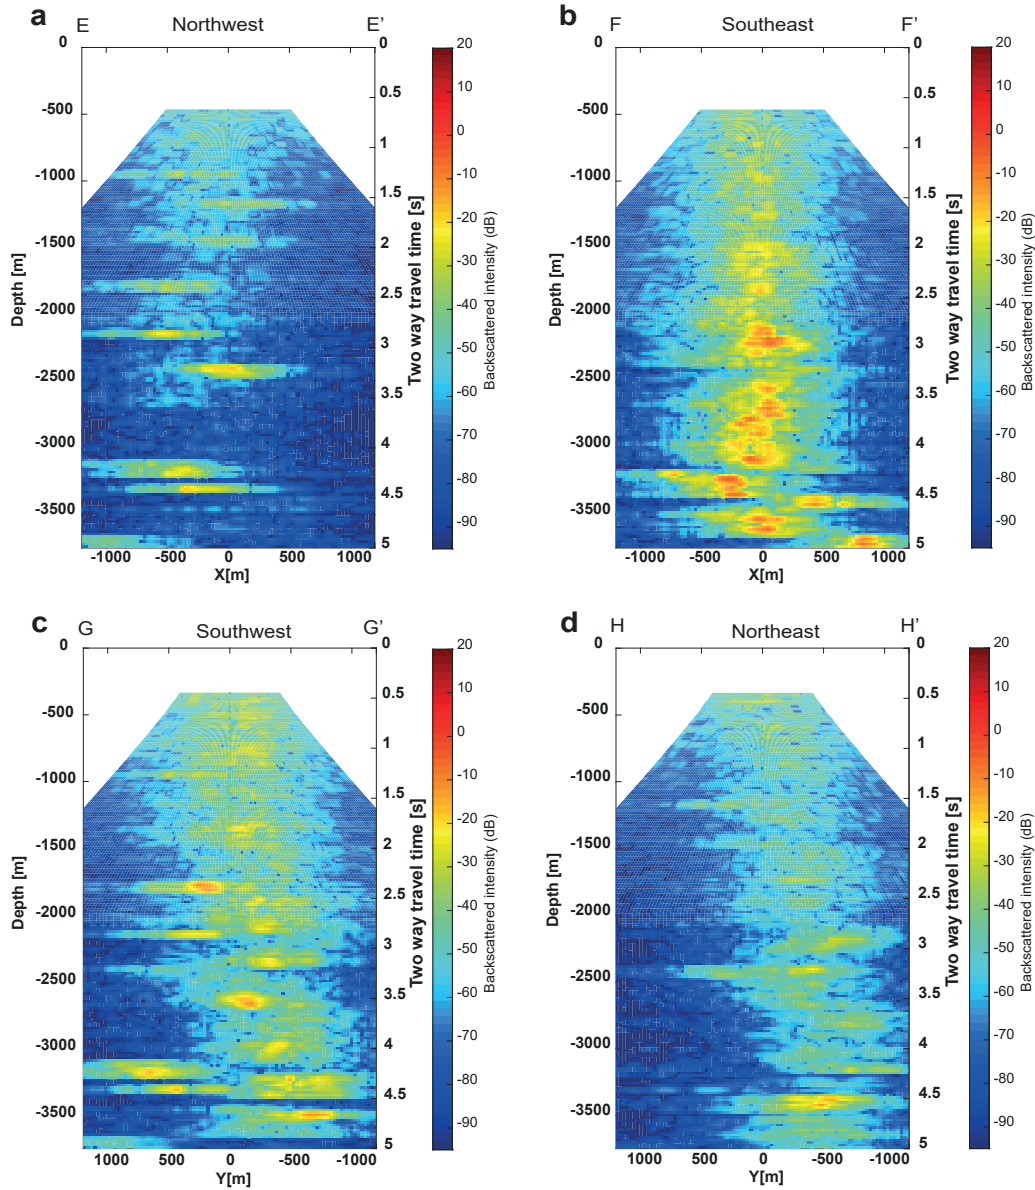 a E Northwest E’
0 0 20
-500 0.5 10
-1000 1 0
-1500 1.5 -10
-2000 2 -20
-2500 2.5 -30
-3000 3 -40
-3500 3.5 -50
4 -60
4.5 -70
5 -80
-90
Depth [m]
Two way travel time [s]
Backscattered intensity (dB)
-1000 -500 0 500 1000
X[m]
b F Southeast F’
0 0 20
-500 0.5 10
-1000 1 0
-1500 1.5 -10
-2000 2 -20
-2500 2.5 -30
-3000 3 -40
-3500 3.5 -50
4 -60
4.5 -70
5 -80
-90
Depth [m]
Two way travel time [s]
Backscattered intensity (dB)
-1000 -500 0 500 1000
X[m]
c G Southwest G’
0 0 20
-500 0.5 10
-1000 1 0
-1500 1.5 -10
-2000 2 -20
-2500 2.5 -30
-3000 3 -40
-3500 3.5 -50
4 -60
4.5 -70
5 -80
-90
Depth [m]
Two way travel time [s]
Backscattered intensity (dB)
1000 500 0 -500 -1000
Y[m]
d H Northeast H’
0 0 20
-500 0.5 10
-1000 1 0
-1500 1.5 -10
-2000 2 -20
-2500 2.5 -30
-3000 3 -40
-3500 3.5 -50
4 -60
4.5 -70
5 -80
-90
Depth [m]
Two way travel time [s]
Backscattered intensity (dB)
1000 500 0 -500 -1000
Y[m]